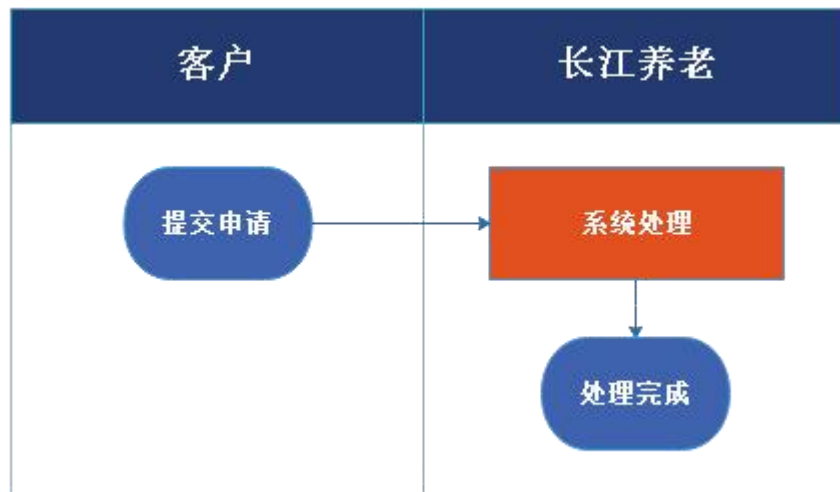 客户
长江养老
提交申请
系统处理
处理完成